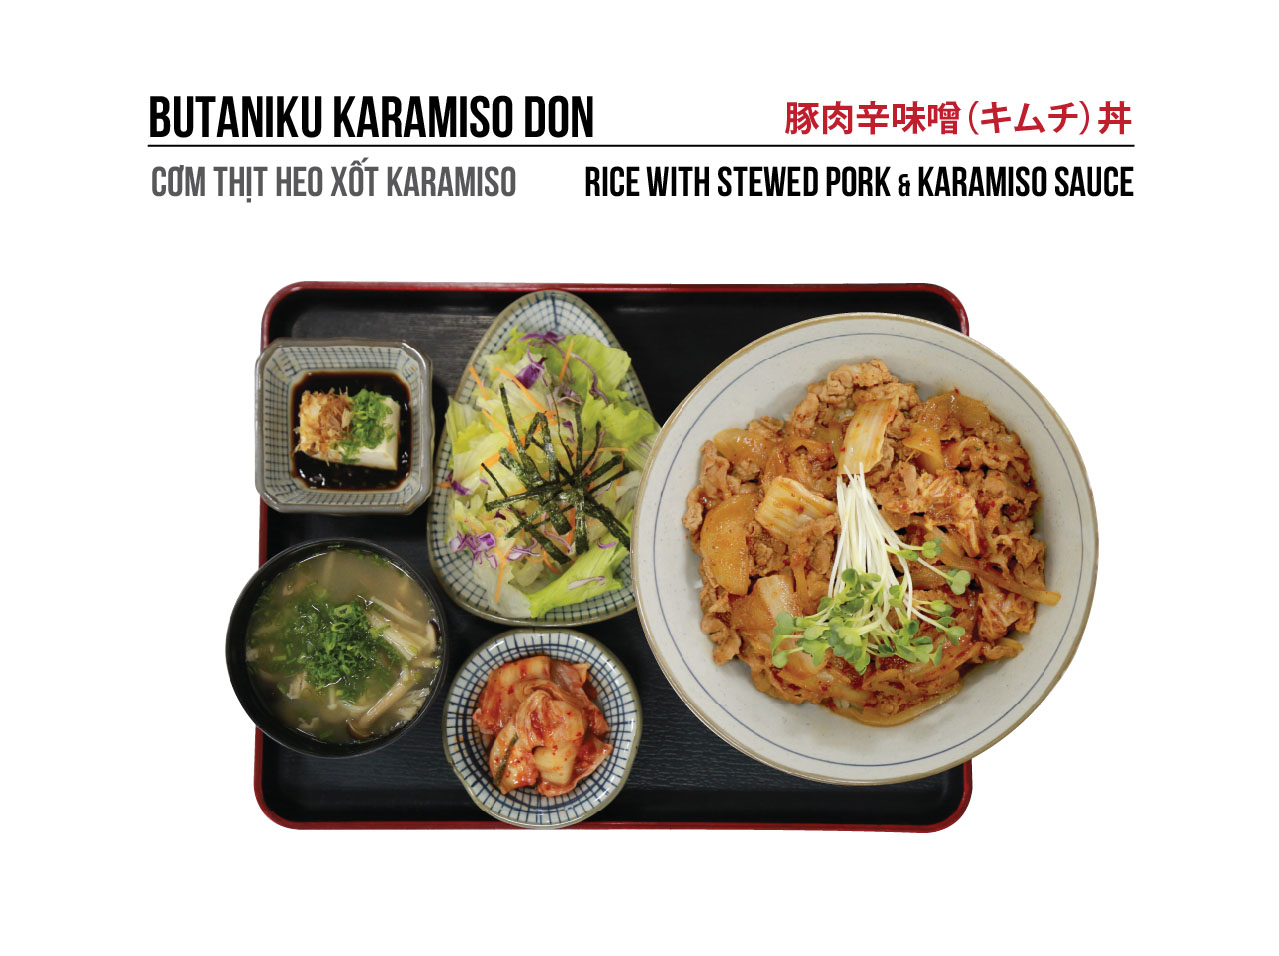 BUTANIKU KARAMISO DON
豚肉辛味噌（キムチ）丼
CƠM THỊT HEO XỐT KARAMISO
RICE WITH STEWED PORK & KARAMISO SAUCE